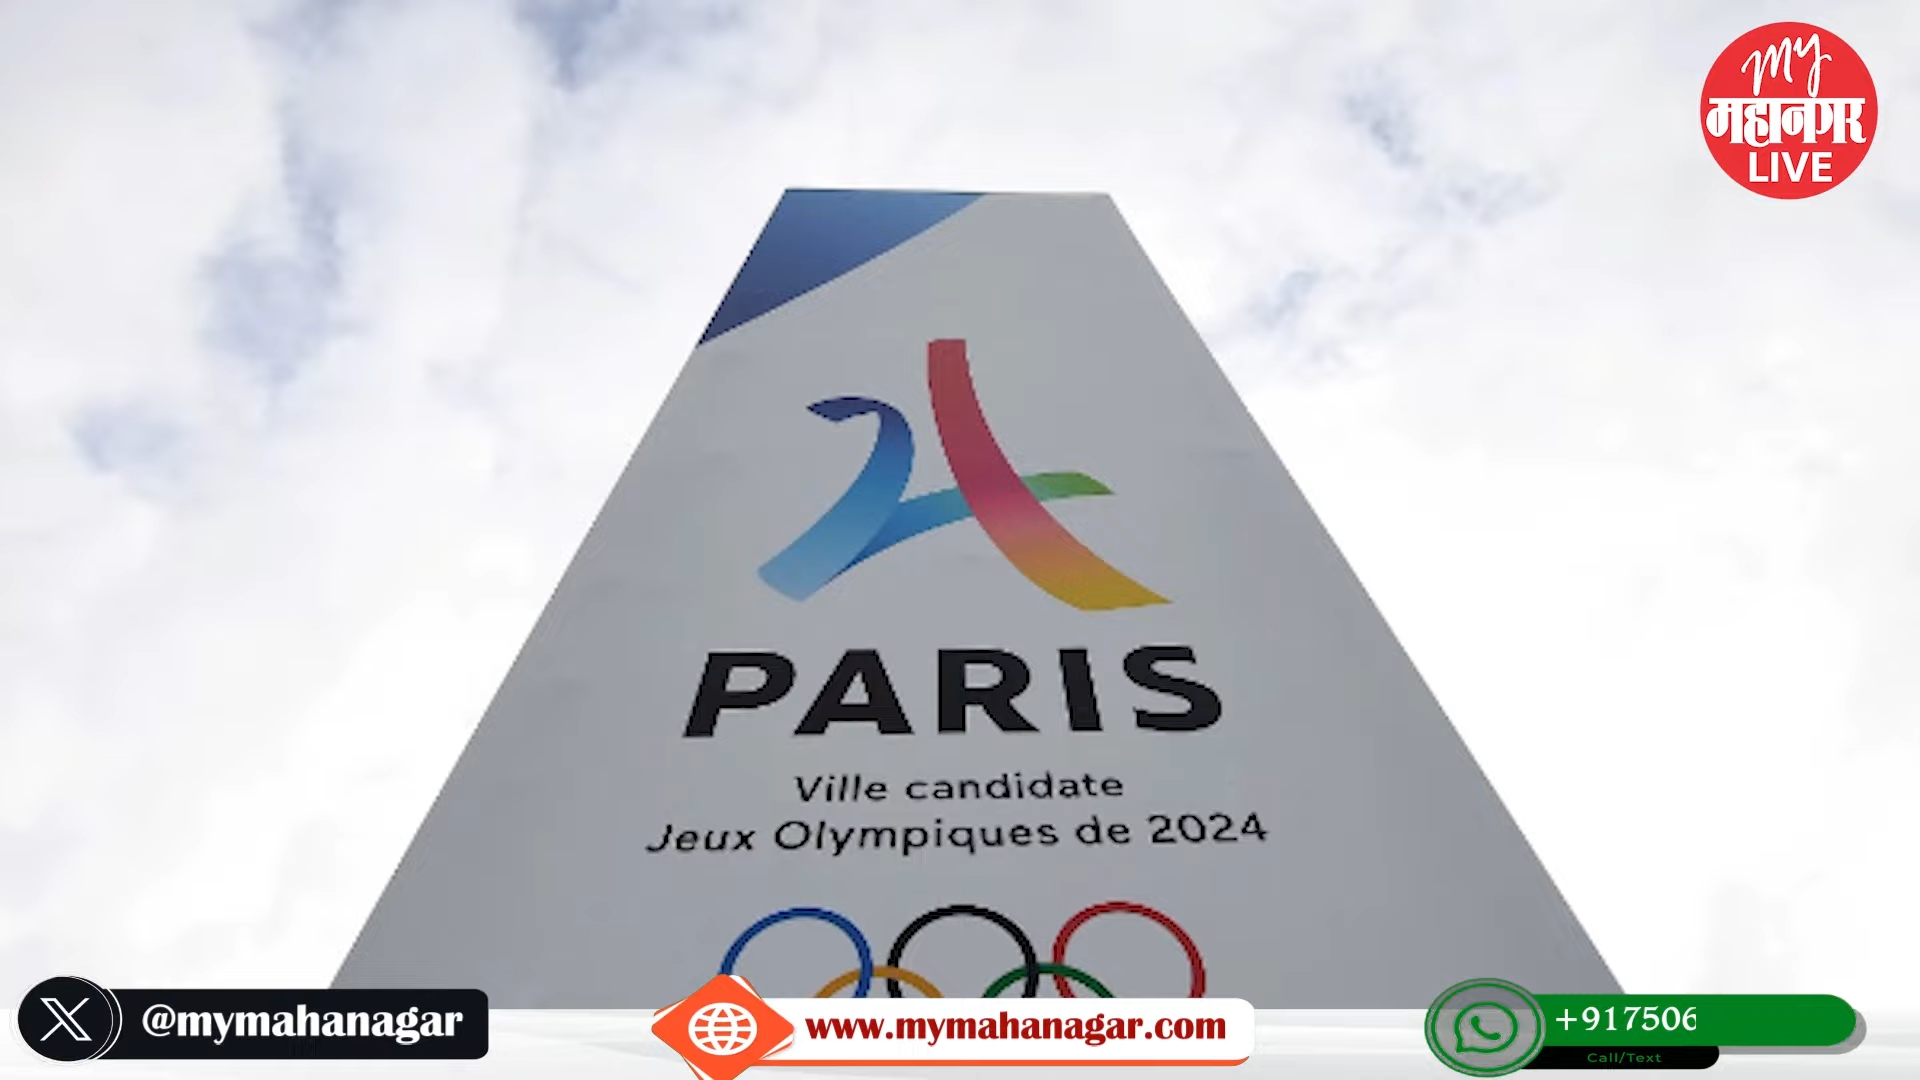 My
महानगर
LIVE
PARIS
Ville candidate
Jeux Olympiques de 2024
@mymahanagar
www.mymahanagar.com
+917506
Call/Text